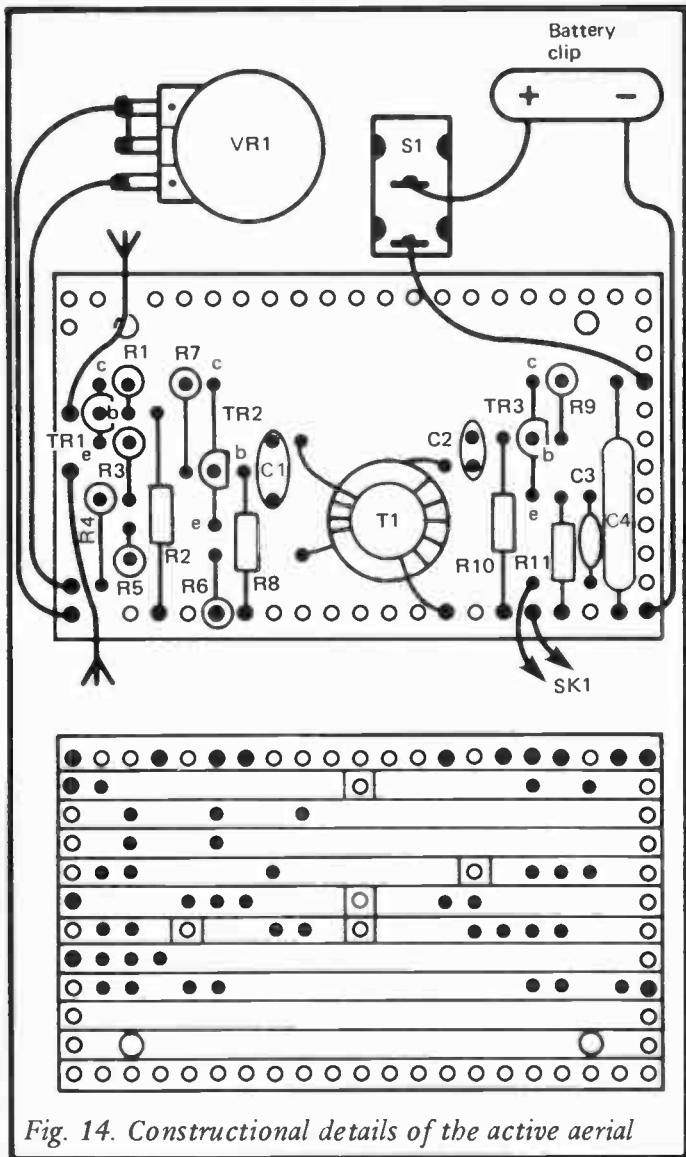 Battery
clip
+ −
VR1
S1
c R1 R7 c
b TR2
TR1
e R3
b
C1
R4
e
R5 R2 R6 R8
T1
C2
c
TR3 R9
b
C3
e
C4
R10 R11
SK1
Fig. 14. Constructional details of the active aerial